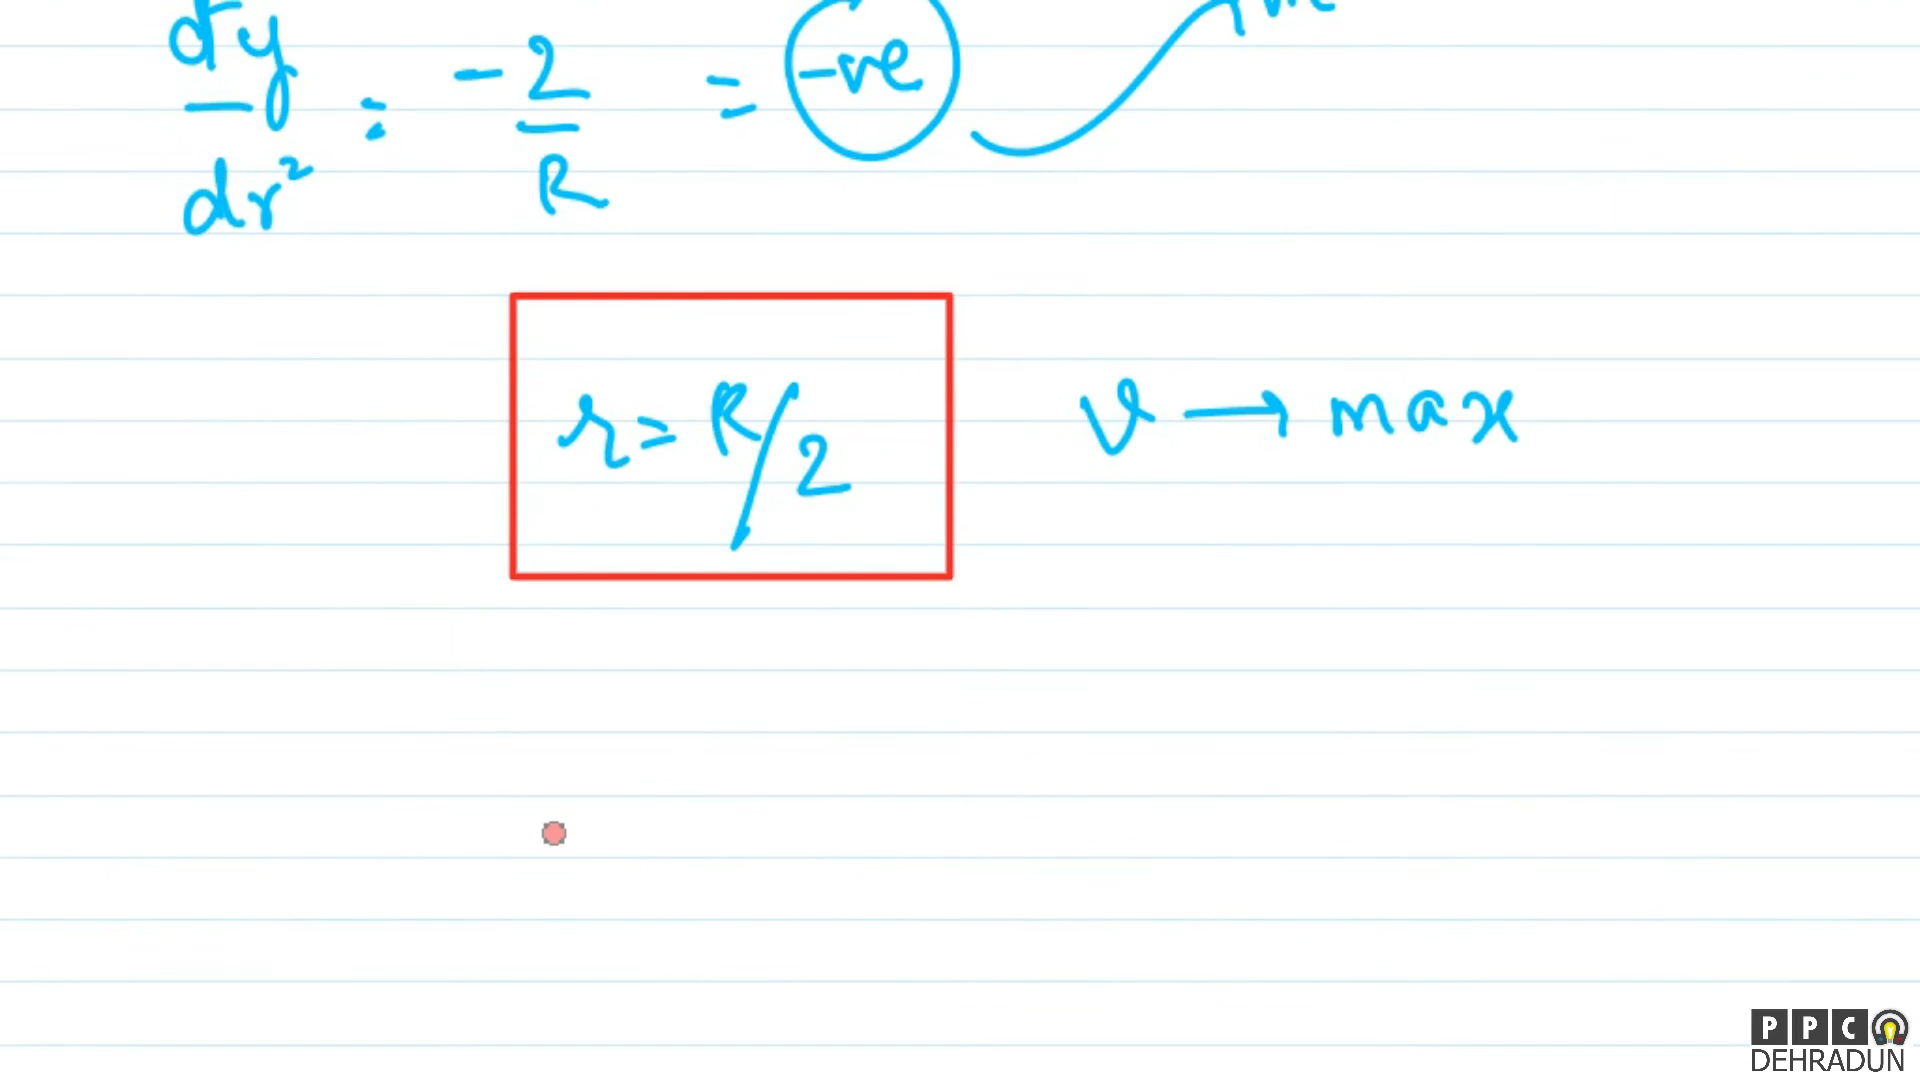 d²y/dr² = -2/R = -ve
r = R/2 v → max
PPC
DEHRADUN